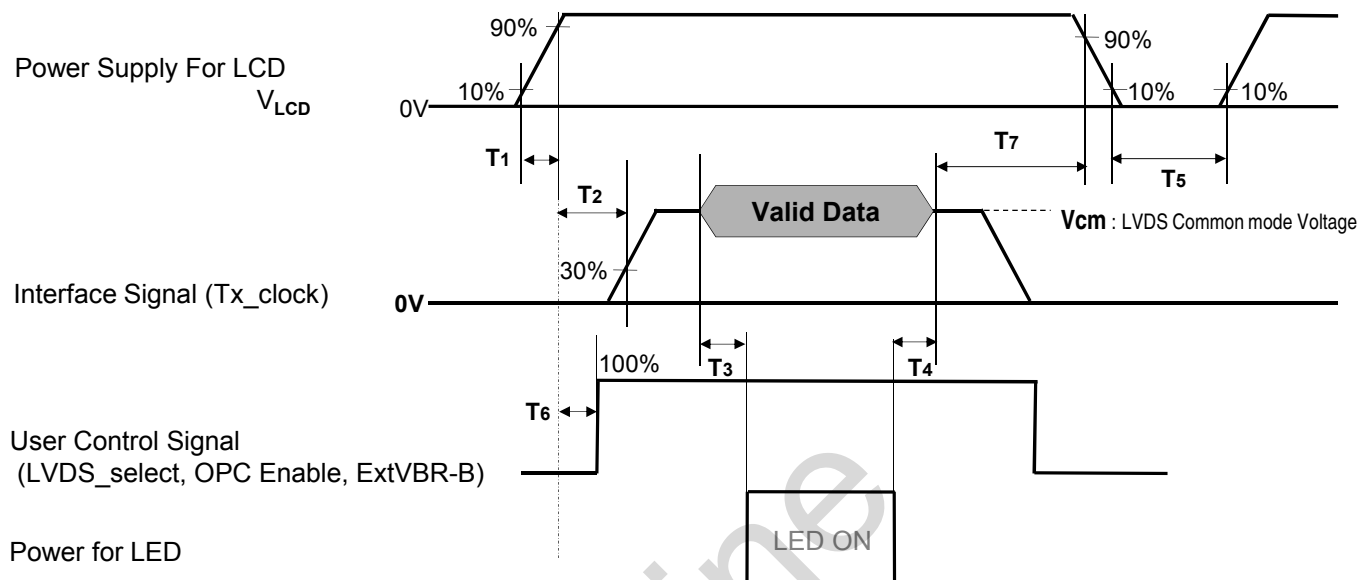 90%
90%
Power Supply For LCD
VLCD
10%
10%
10%
0V
T1
T7
T2
T5
Valid Data
Vcm : LVDS Common mode Voltage
30%
Interface Signal (Tx_clock)
0V
T3
T4
100%
T6
User Control Signal
(LVDS_select, OPC Enable, ExtVBR-B)
LED ON
Power for LED